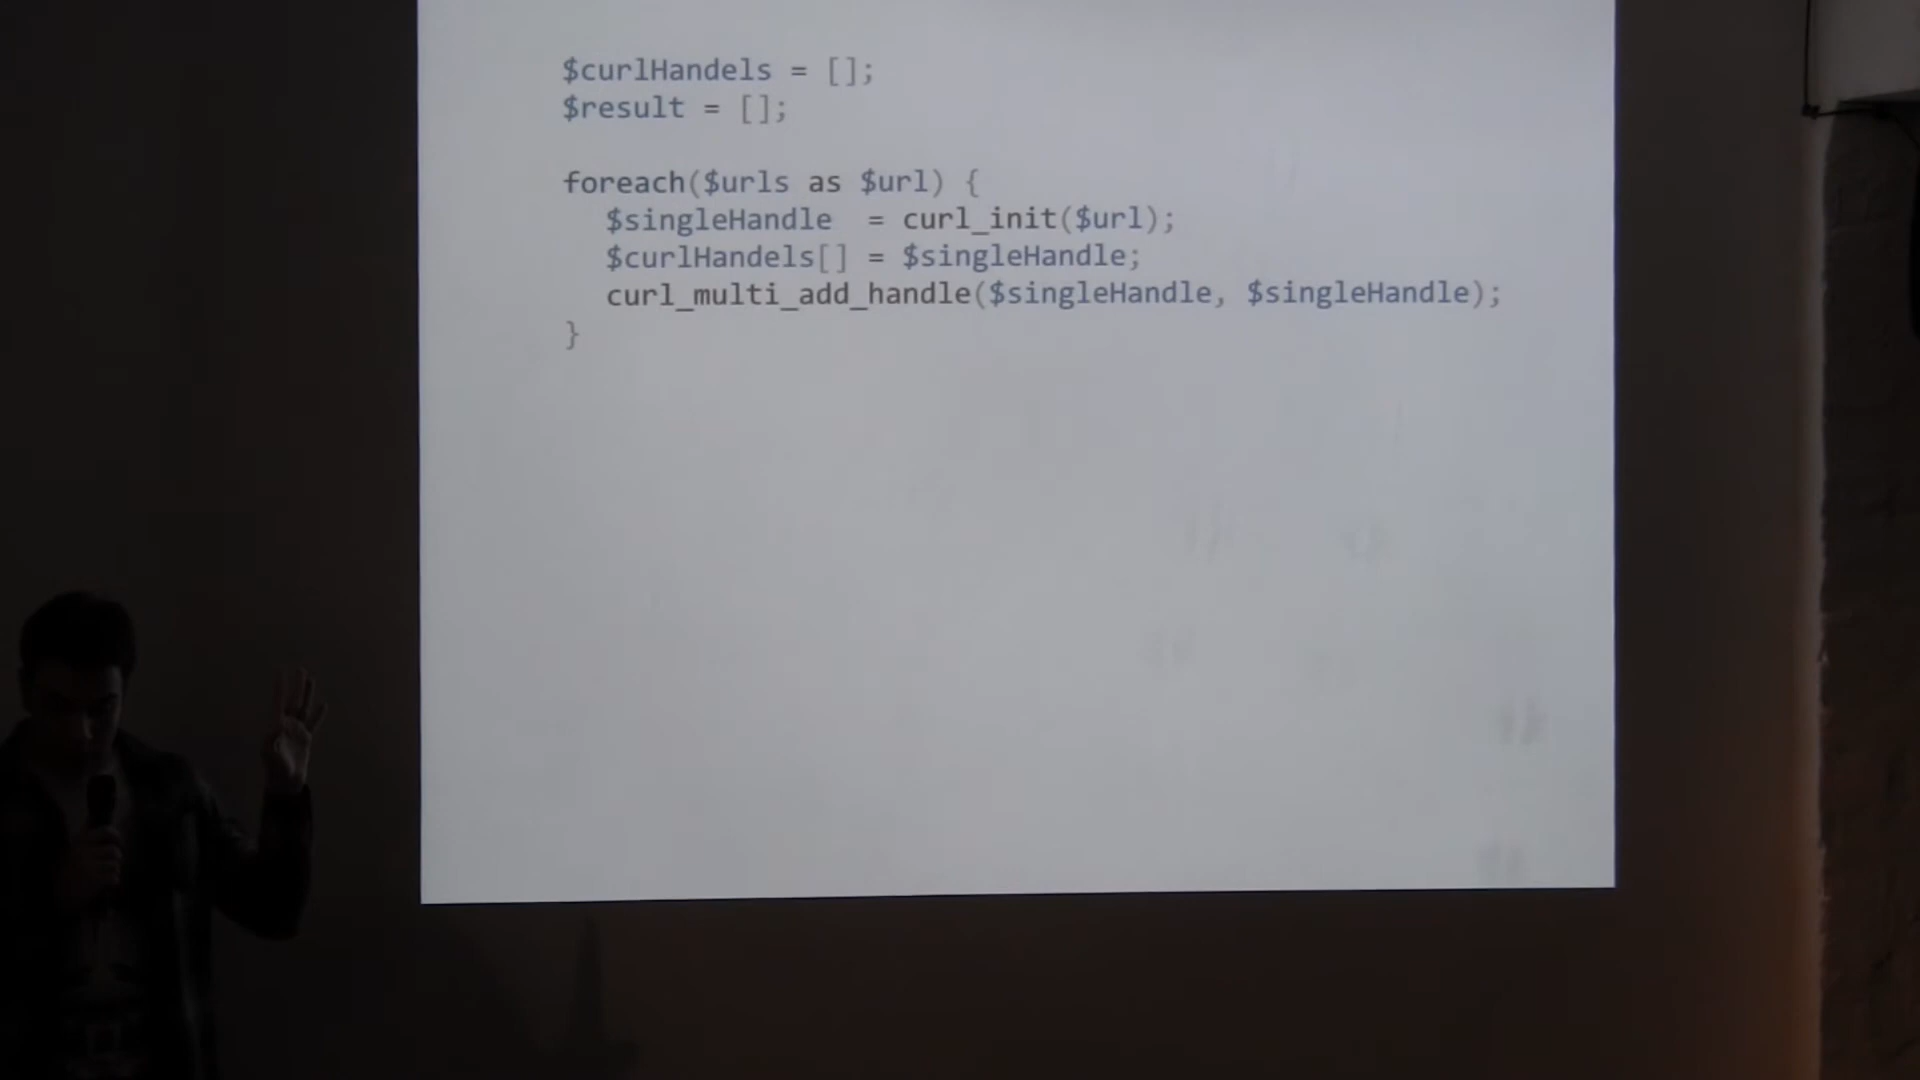 $curlHandels = [];
$result = [];
foreach($urls as $url) {
$singleHandle = curl_init($url);
$curlHandels[] = $singleHandle;
curl_multi_add_handle($singleHandle, $singleHandle);
}